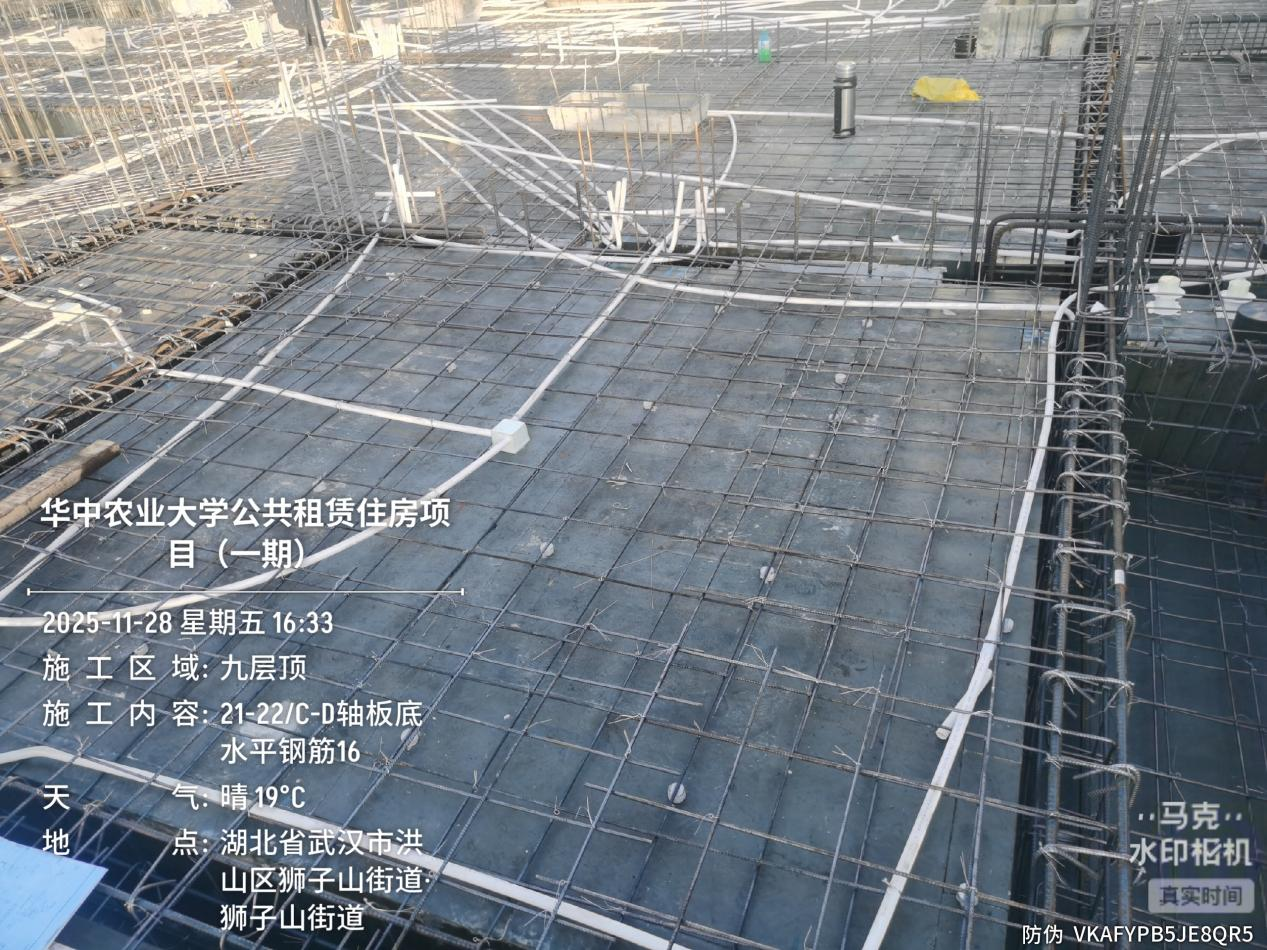 华中农业大学公共租赁住房项
目（一期）
2025-11-28 星期五 16:33
施工区域：九层顶
施工内容：21-22/C-D轴板底
水平钢筋16
天气：晴 19°C
地点：湖北省武汉市洪
山区狮子山街道·
狮子山街道
马克
水印相机
真实时间
防伪 VKAFYPB5JE8QR5